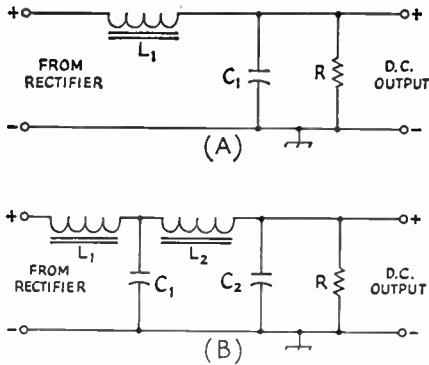 + +
L₁
FROM RECTIFIER
C₁
R
D.C. OUTPUT
- -
(A)
+ +
L₁ L₂
FROM RECTIFIER
C₁
C₂
R
D.C. OUTPUT
- -
(B)